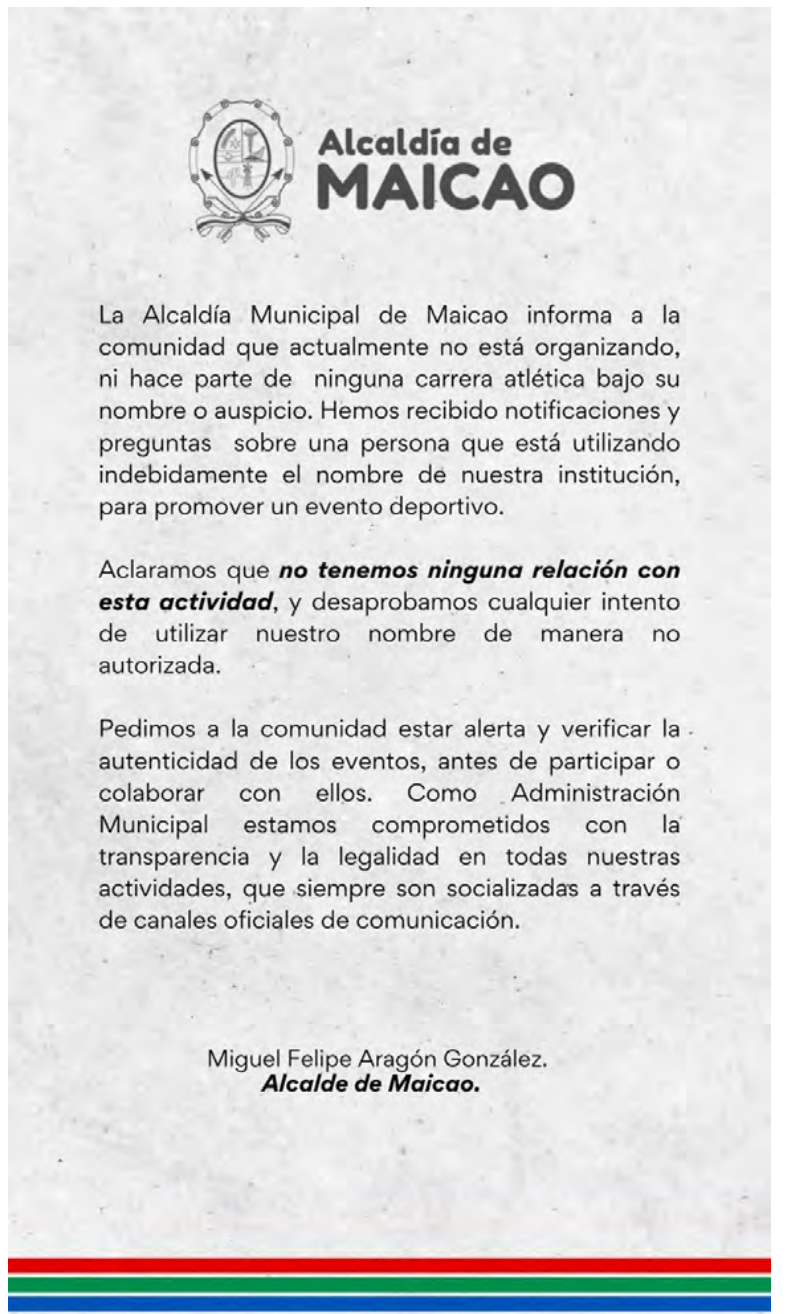 Alcaldía de
MAICAO
La Alcaldía Municipal de Maicao informa a la
comunidad que actualmente no está organizando,
ni hace parte de ninguna carrera atlética bajo su
nombre o auspicio. Hemos recibido notificaciones y
preguntas sobre una persona que está utilizando
indebidamente el nombre de nuestra institución,
para promover un evento deportivo.
Aclaramos que no tenemos ninguna relación con
esta actividad, y desaprobamos cualquier intento
de utilizar nuestro nombre de manera no
autorizada.
Pedimos a la comunidad estar alerta y verificar la
autenticidad de los eventos, antes de participar o
colaborar con ellos. Como Administración
Municipal estamos comprometidos con la
transparencia y la legalidad en todas nuestras
actividades, que siempre son socializadas a través
de canales oficiales de comunicación.
Miguel Felipe Aragón González.
Alcalde de Maicao.